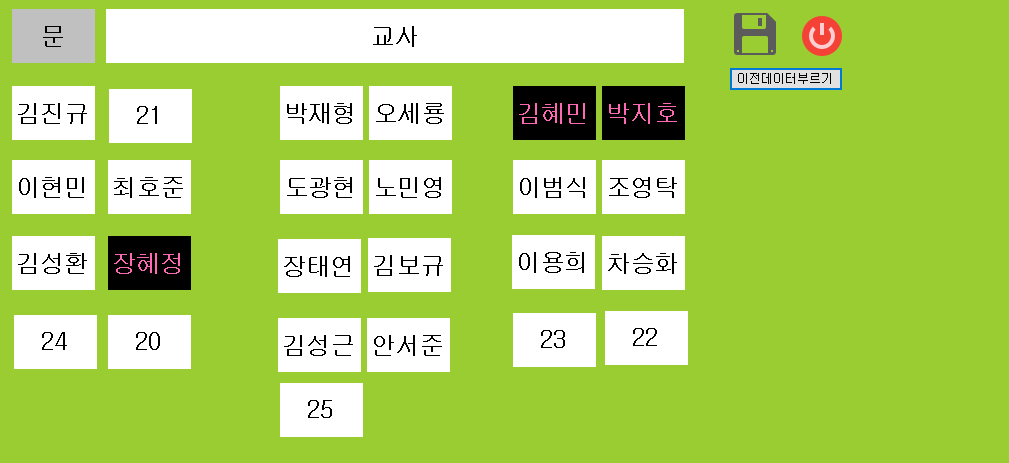 문 교사
이전데이터부르기
김진규 21 박재형 오세룡 김혜민 박지호
이현민 최호준 도광현 노민영 이범식 조영탁
김성환 장혜정 장태연 김보규 이용희 차승화
24 20 김성근 안서준 23 22
25